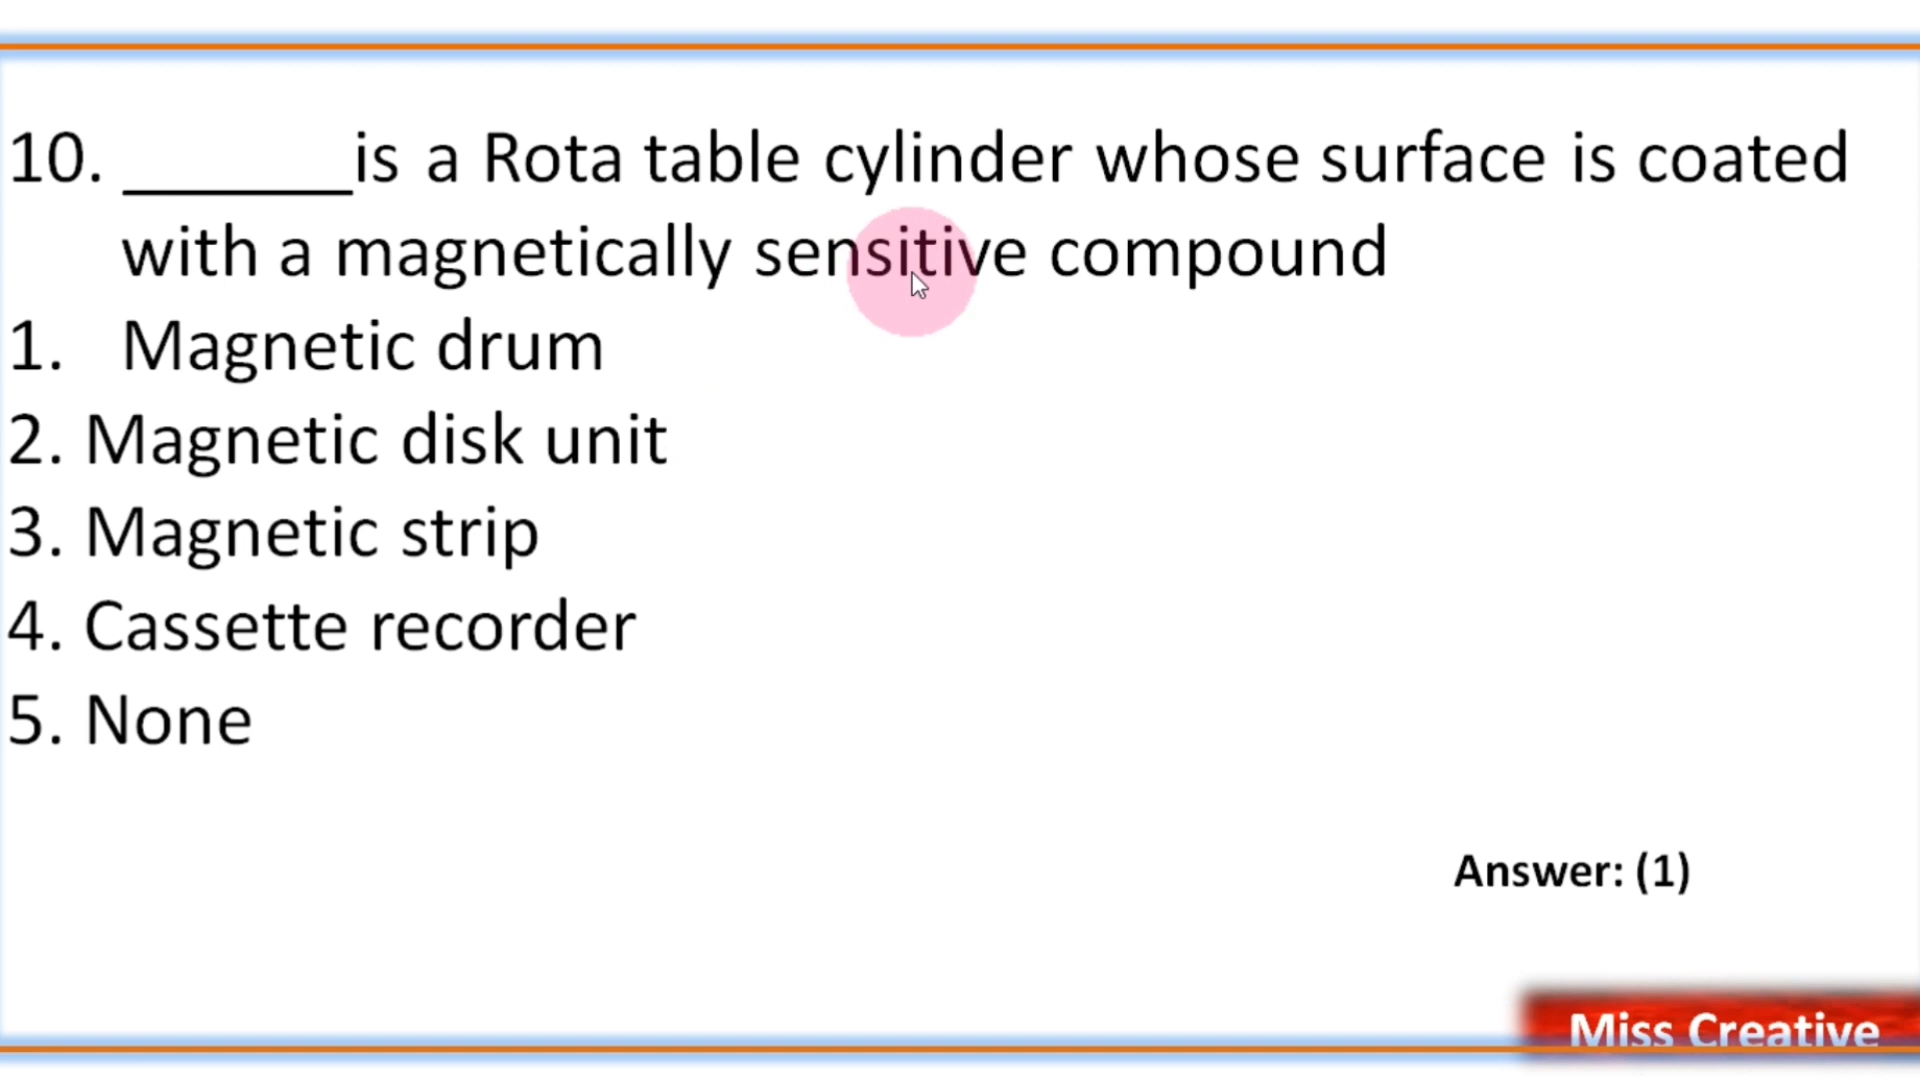 10. ______is a Rota table cylinder whose surface is coated
with a magnetically sensitive compound
1. Magnetic drum
2. Magnetic disk unit
3. Magnetic strip
4. Cassette recorder
5. None
Answer: (1)
Miss Creative